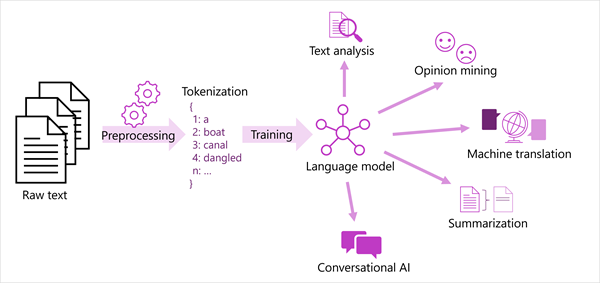 Raw text
Preprocessing
Tokenization
{
1: a
2: boat
3: canal
4: dangled
n: ...
}
Training
Language model
Text analysis
Opinion mining
Machine translation
Summarization
Conversational AI